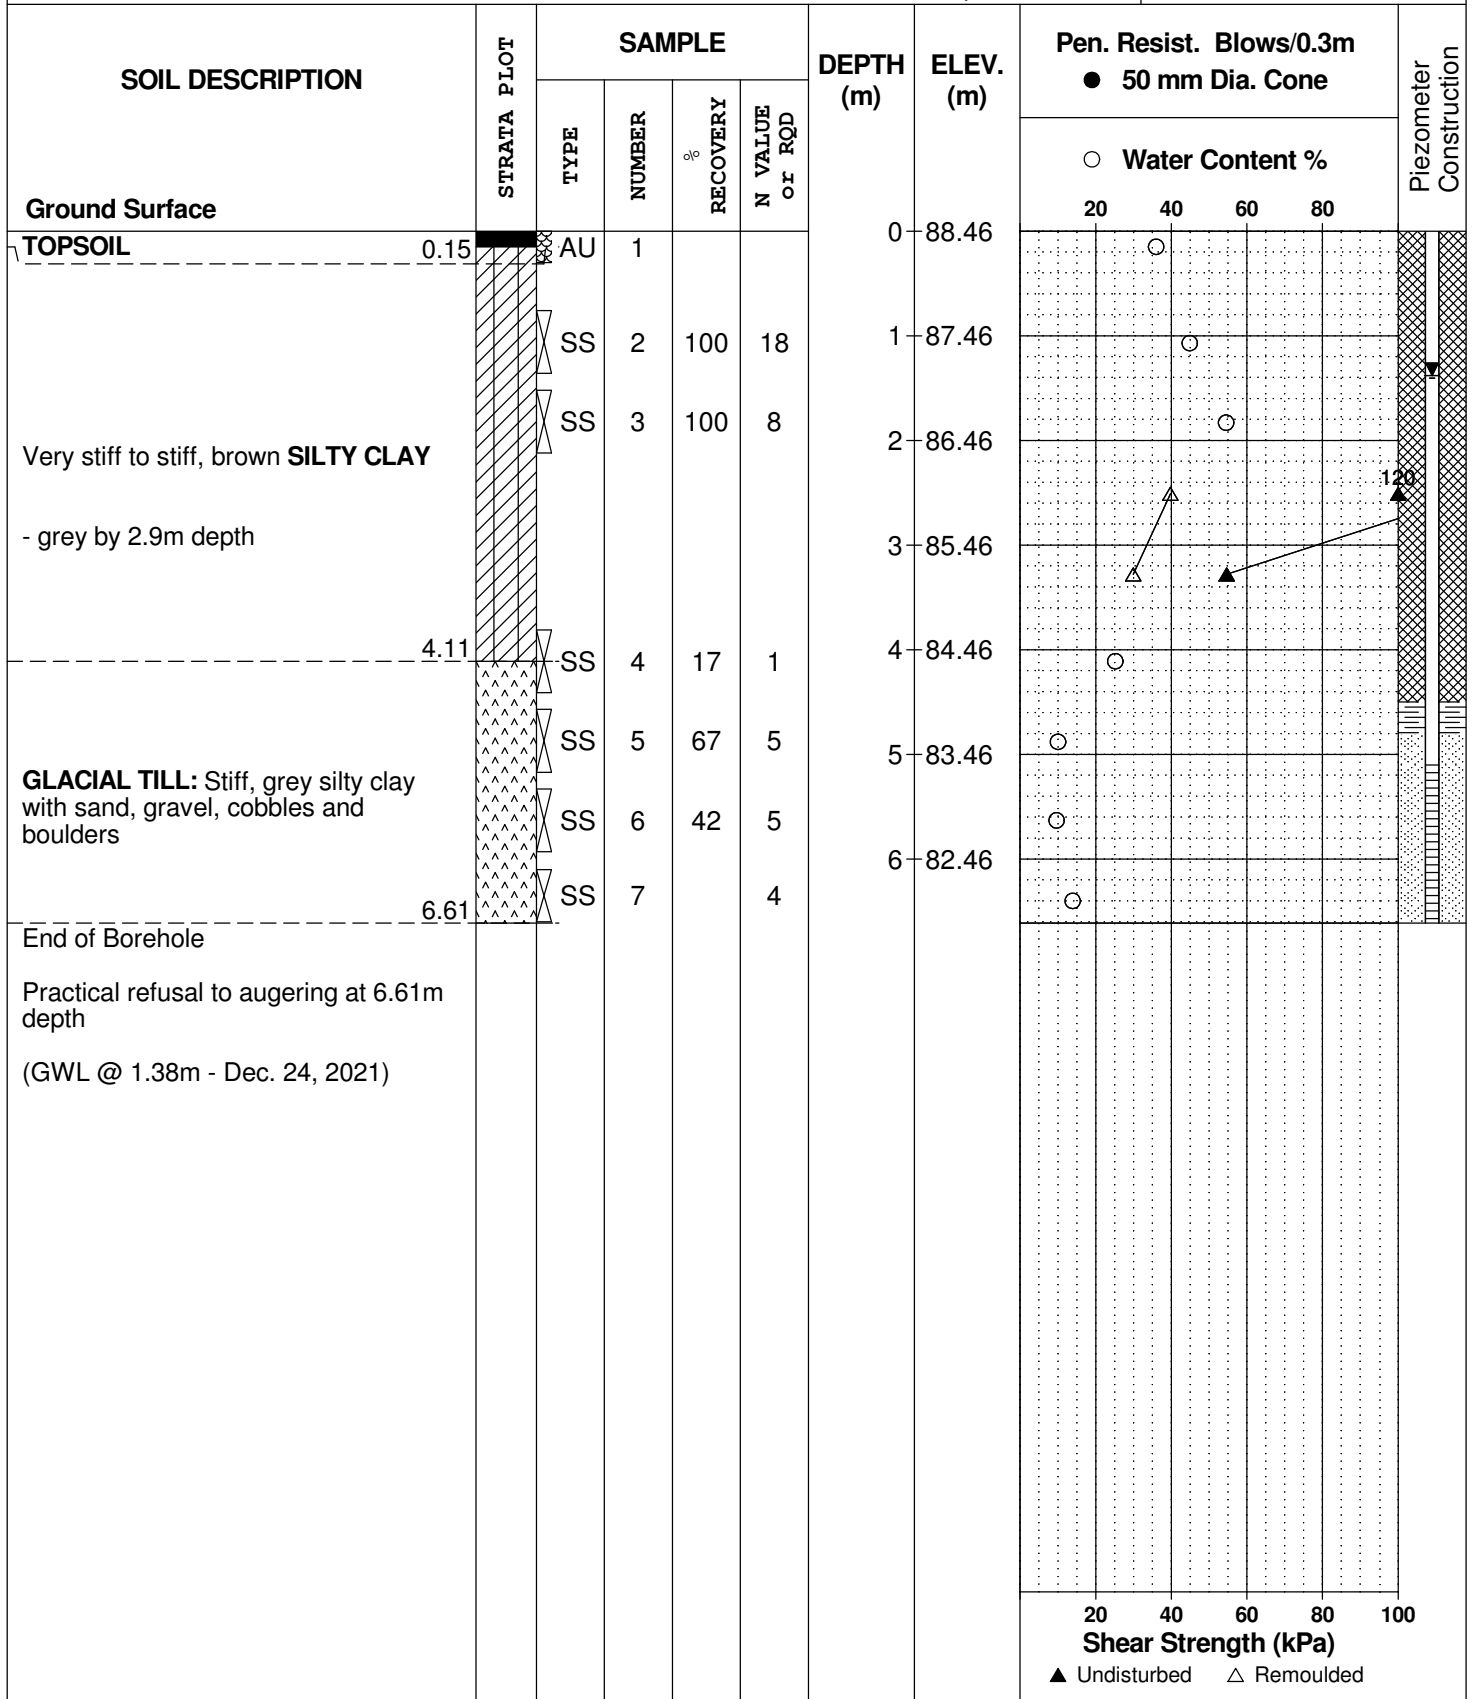 SOIL DESCRIPTION
Ground Surface
STRATA PLOT
SAMPLE
TYPE
NUMBER
% RECOVERY
N VALUE or RQD
DEPTH (m)
ELEV. (m)
Pen. Resist. Blows/0.3m
● 50 mm Dia. Cone
○ Water Content %
20 40 60 80
Piezometer Construction
TOPSOIL 0.15 AU 1
0 88.46
SS 2 100 18
1 87.46
SS 3 100 8
2 86.46
Very stiff to stiff, brown SILTY CLAY
120
- grey by 2.9m depth
3 85.46
4.11 SS 4 17 1
4 84.46
SS 5 67 5
5 83.46
GLACIAL TILL: Stiff, grey silty clay
with sand, gravel, cobbles and
boulders
SS 6 42 5
6 82.46
SS 7 4
6.61
End of Borehole
Practical refusal to augering at 6.61m
depth
(GWL @ 1.38m - Dec. 24, 2021)
20 40 60 80 100
Shear Strength (kPa)
▲ Undisturbed △ Remoulded